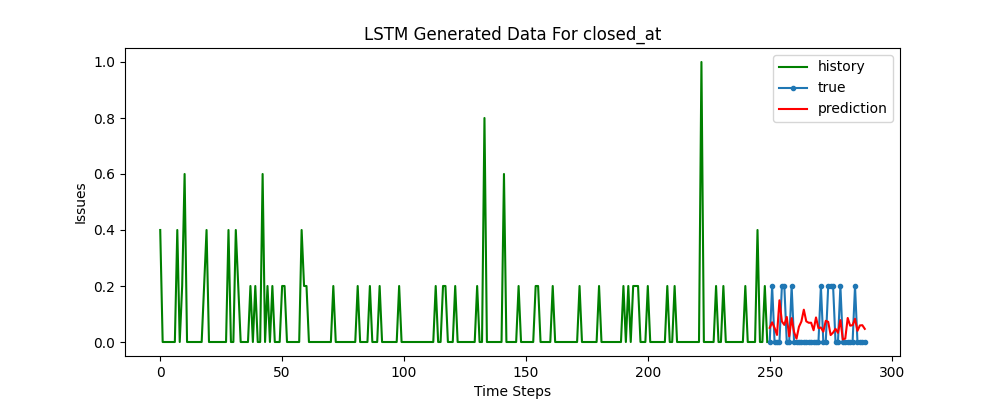 LSTM Generated Data For closed_at
1.0
0.8
0.6
0.4
0.2
0.0
Issues
history
true
prediction
0 50 100 150 200 250 300
Time Steps